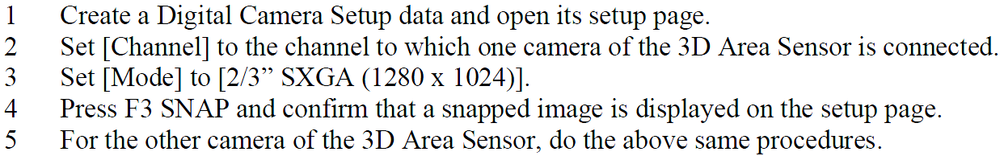 1 Create a Digital Camera Setup data and open its setup page.
2 Set [Channel] to the channel to which one camera of the 3D Area Sensor is connected.
3 Set [Mode] to [2/3” SXGA (1280 x 1024)].
4 Press F3 SNAP and confirm that a snapped image is displayed on the setup page.
5 For the other camera of the 3D Area Sensor, do the above same procedures.